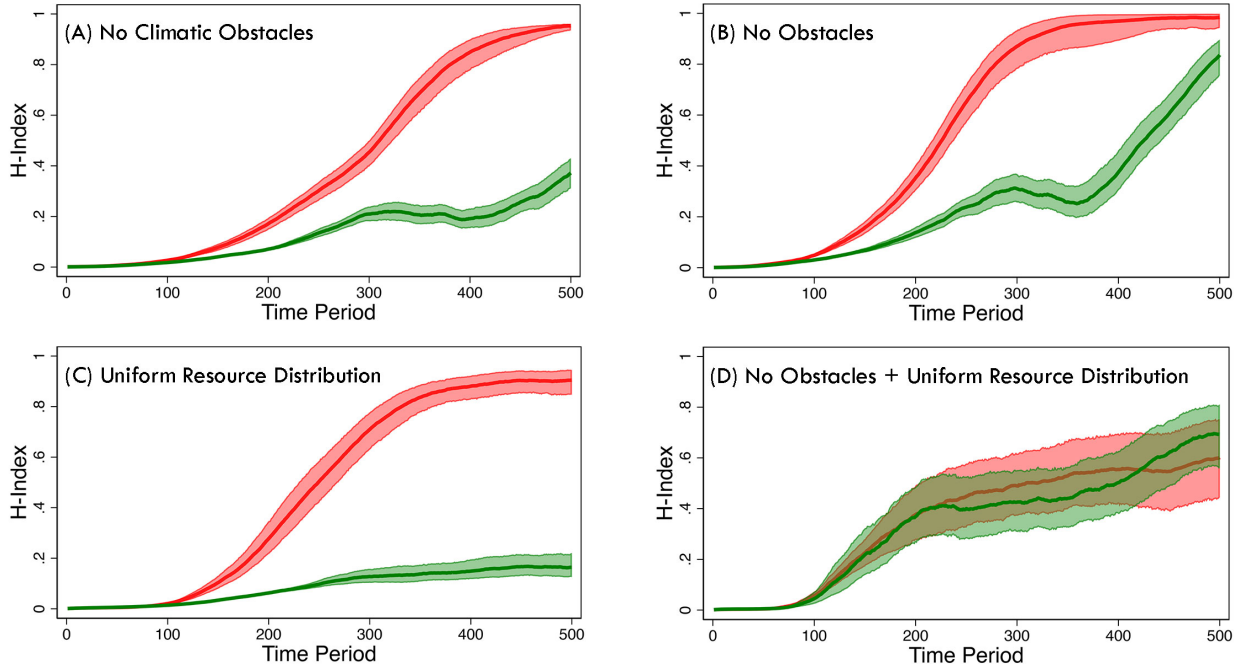 (A) No Climatic Obstacles
H-Index
0 .2 .4 .6 .8 1
0 100 200 300 400 500
Time Period
(B) No Obstacles
H-Index
0 .2 .4 .6 .8 1
0 100 200 300 400 500
Time Period
(C) Uniform Resource Distribution
H-Index
0 .2 .4 .6 .8 1
0 100 200 300 400 500
Time Period
(D) No Obstacles + Uniform Resource Distribution
H-Index
0 .2 .4 .6 .8 1
0 100 200 300 400 500
Time Period